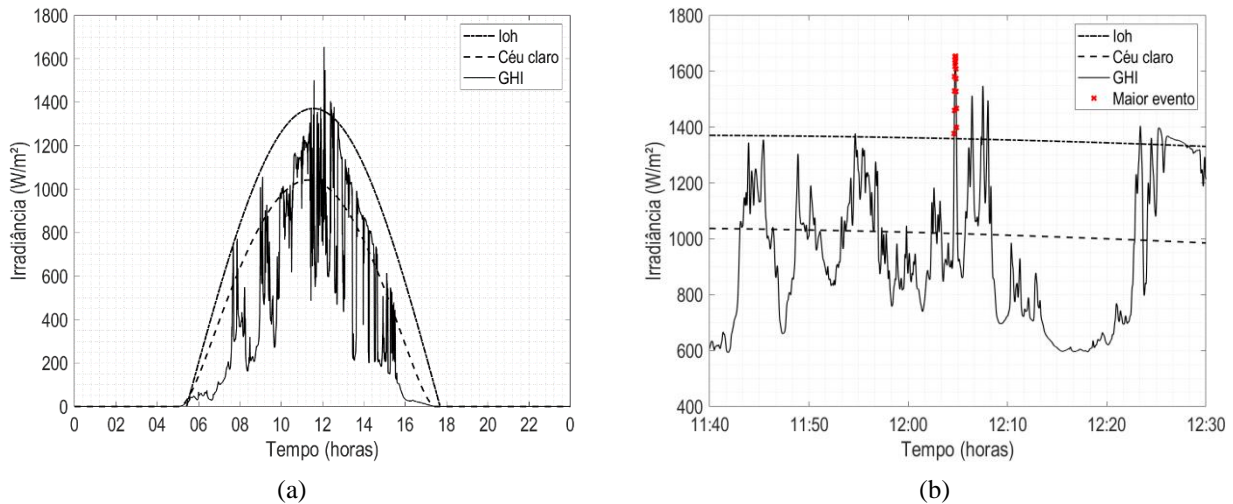 1800
1600
1400
1200
1000
800
600
400
200
0
Irradiância (W/m²)
0 02 04 06 08 10 12 14 16 18 20 22 0
Tempo (horas)
Ioh
Céu claro
GHI
(a)
1800
1600
1400
1200
1000
800
600
400
Irradiância (W/m²)
11:40 11:50 12:00 12:10 12:20 12:30
Tempo (horas)
Ioh
Céu claro
GHI
Maior evento
(b)